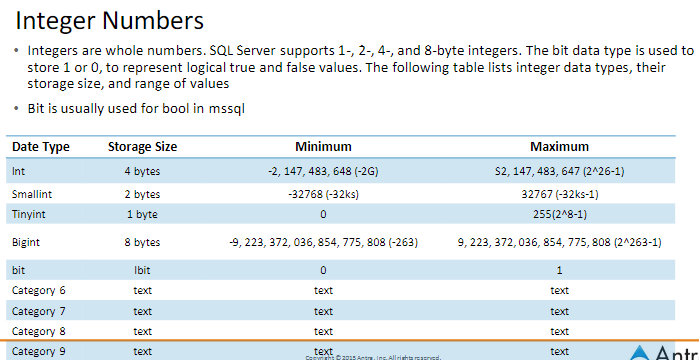 Integer Numbers
• Integers are whole numbers. SQL Server supports 1-, 2-, 4-, and 8-byte integers. The bit data type is used to
store 1 or 0, to represent logical true and false values. The following table lists integer data types, their
storage size, and range of values
• Bit is usually used for bool in mssql
Date Type Storage Size Minimum Maximum
Int 4 bytes -2, 147, 483, 648 (-2G) S2, 147, 483, 647 (2^26-1)
Smallint 2 bytes -32768 (-32ks) 32767 (-32ks-1)
Tinyint 1 byte 0 255(2^8-1)
Bigint 8 bytes -9, 223, 372, 036, 854, 775, 808 (-263) 9, 223, 372, 036, 854, 775, 808 (2^263-1)
bit lbit 0 1
Category 6 text text text
Category 7 text text text
Category 8 text text text
Category 9 text text text
Copyright © 2015 Antra, Inc. All rights reserved.
Antr